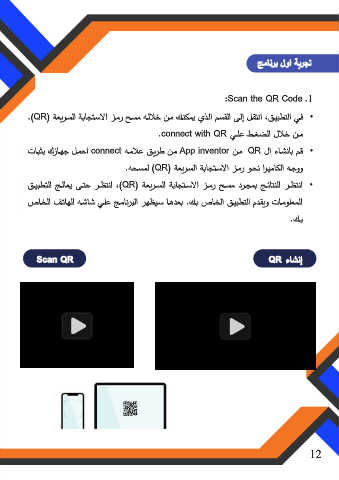 تجربة اول برنامج
1. Scan the QR Code:
• في التطبيق، انتقل إلى القسم الذي يمكنك من خلاله مسح رمز الاستجابة السريعة (QR)،
من خلال الضغط علي connect with QR.
• قم بانشاء ال QR من App inventor من طريق علامه connect احمل جهازك بثبات
ووجه الكاميرا نحو رمز الاستجابة السريعة (QR) لمسحه.
• انتظر النتائج بمجرد مسح رمز الاستجابة السريعة (QR)، انتظر حتى يعالج التطبيق
المعلومات ويقدم التطبيق الخاص بك. بعدها سيظهر البرنامج علي شاشه الهاتف الخاص
بك.
إنشاء QR
Scan QR
12